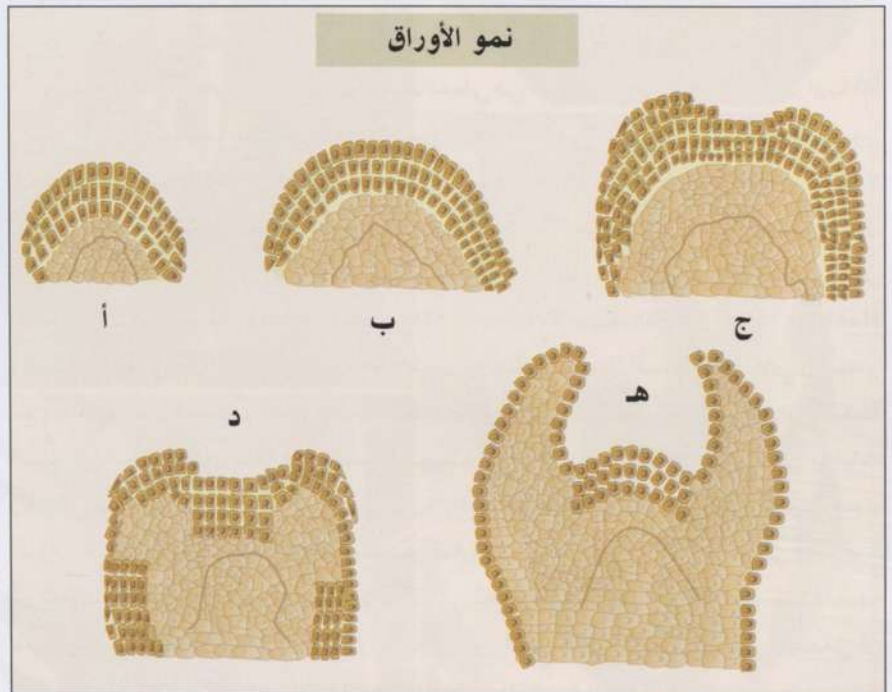 نمو الأوراق
أ
ب
ج
د
هـ